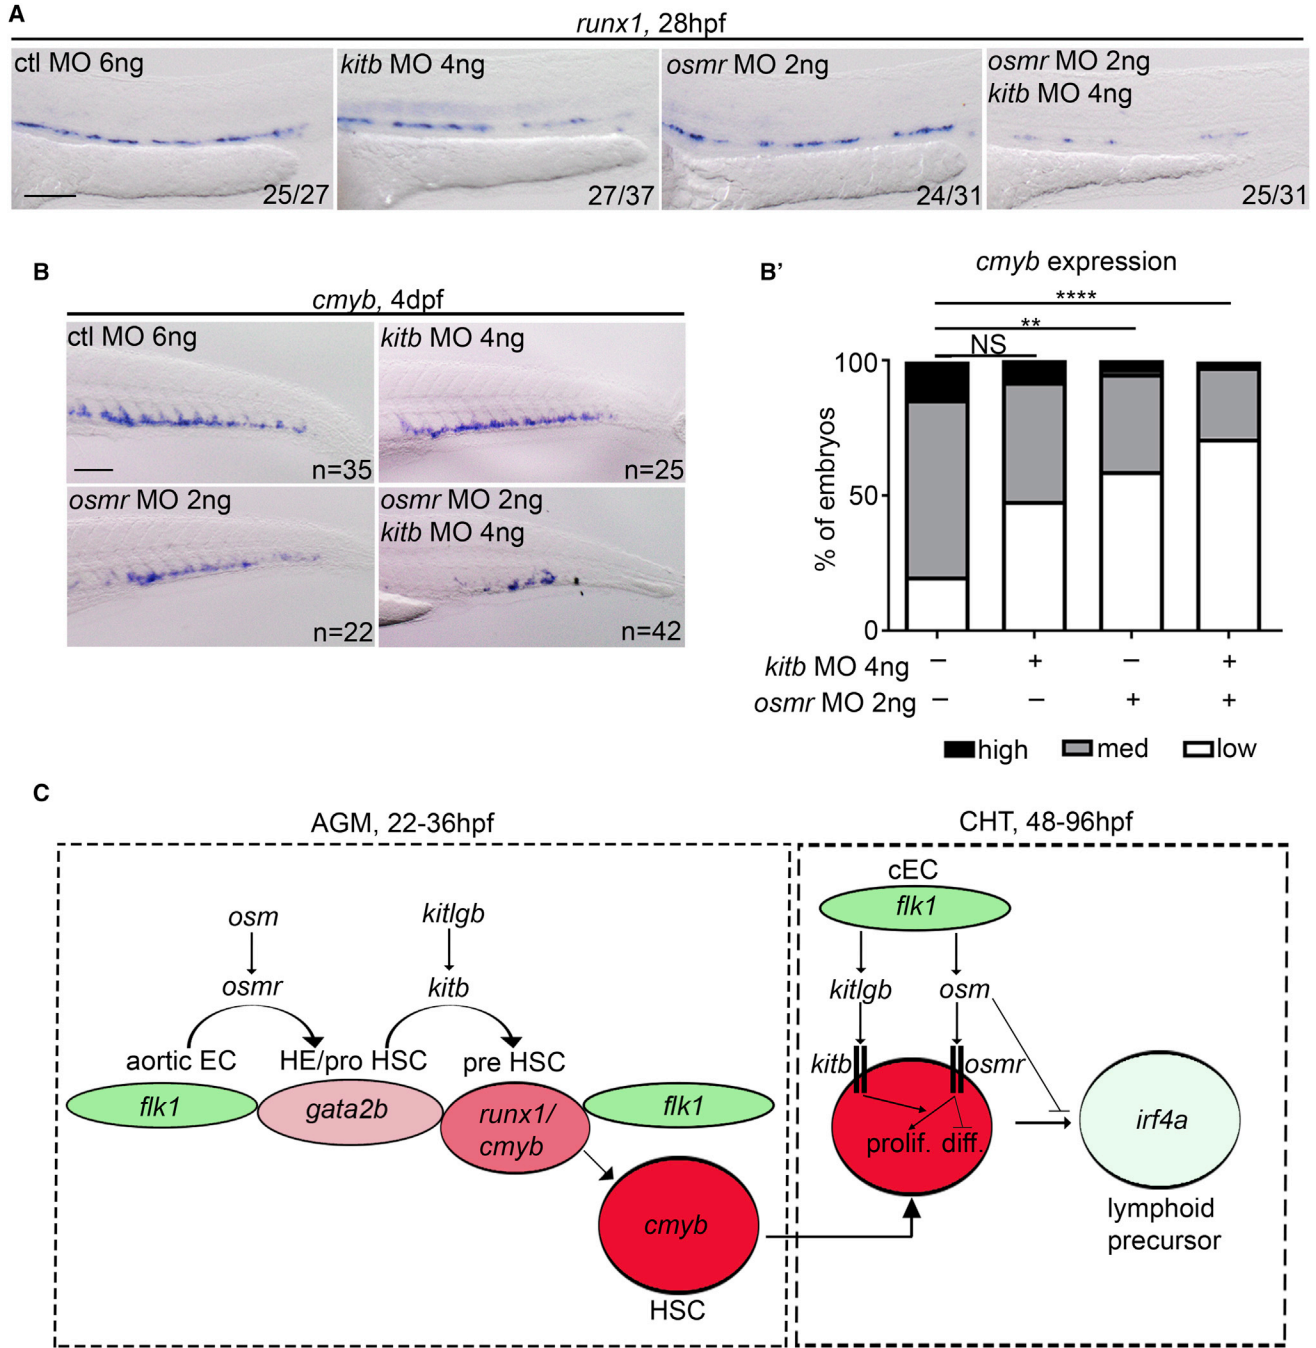 A
runx1, 28hpf
ctl MO 6ng
25/27
kitb MO 4ng
27/37
osmr MO 2ng
24/31
osmr MO 2ng
kitb MO 4ng
25/31
B
cmyb, 4dpf
ctl MO 6ng
n=35
kitb MO 4ng
n=25
osmr MO 2ng
n=22
osmr MO 2ng
kitb MO 4ng
n=42
B’
cmyb expression
****
**
NS
% of embryos
100
50
0
kitb MO 4ng − + − +
osmr MO 2ng − − + +
high med low
C
AGM, 22-36hpf
osm
osmr
kitlgb
kitb
aortic EC
HE/pro HSC
pre HSC
flk1
gata2b
runx1/
cmyb
flk1
cmyb
HSC
CHT, 48-96hpf
cEC
flk1
kitlgb
osm
kitb
osmr
prolif. diff.
irf4a
lymphoid
precursor